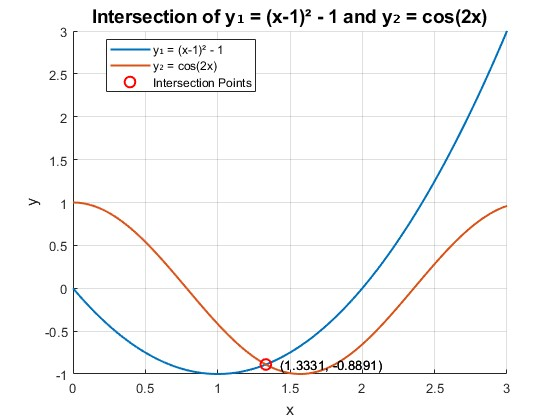 Intersection of y₁ = (x-1)² - 1 and y₂ = cos(2x)
y₁ = (x-1)² - 1
y₂ = cos(2x)
Intersection Points
3
2.5
2
1.5
1
0.5
0
-0.5
-1
y
(1.3331, -0.8891)
0 0.5 1 1.5 2 2.5 3
x